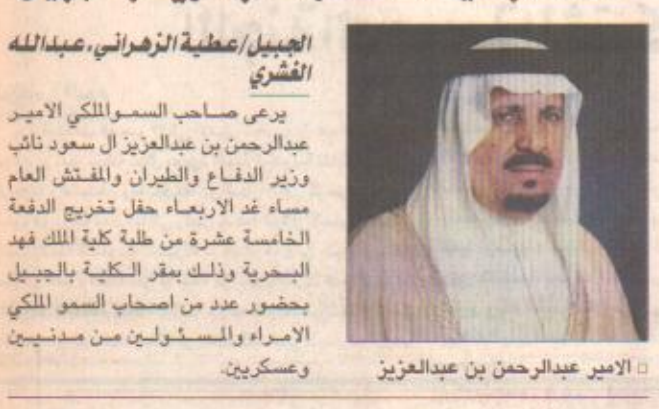 الجبيل/عطية الزهراني، عبدالله
الغشري
يرعى صاحب السمو الملكي الامير
عبدالرحمن بن عبدالعزيز ال سعود نائب
وزير الدفاع والطيران والمفتش العام
مساء غد الاربعاء حفل تخريج الدفعة
الخامسة عشرة من طلبة كلية الملك فهد
البحرية وذلك بمقر الكلية بالجبيل
بحضور عدد من اصحاب السمو الملكي
الامراء والمسئولين من مدنيين
وعسكريين.
الامير عبدالرحمن بن عبدالعزيز